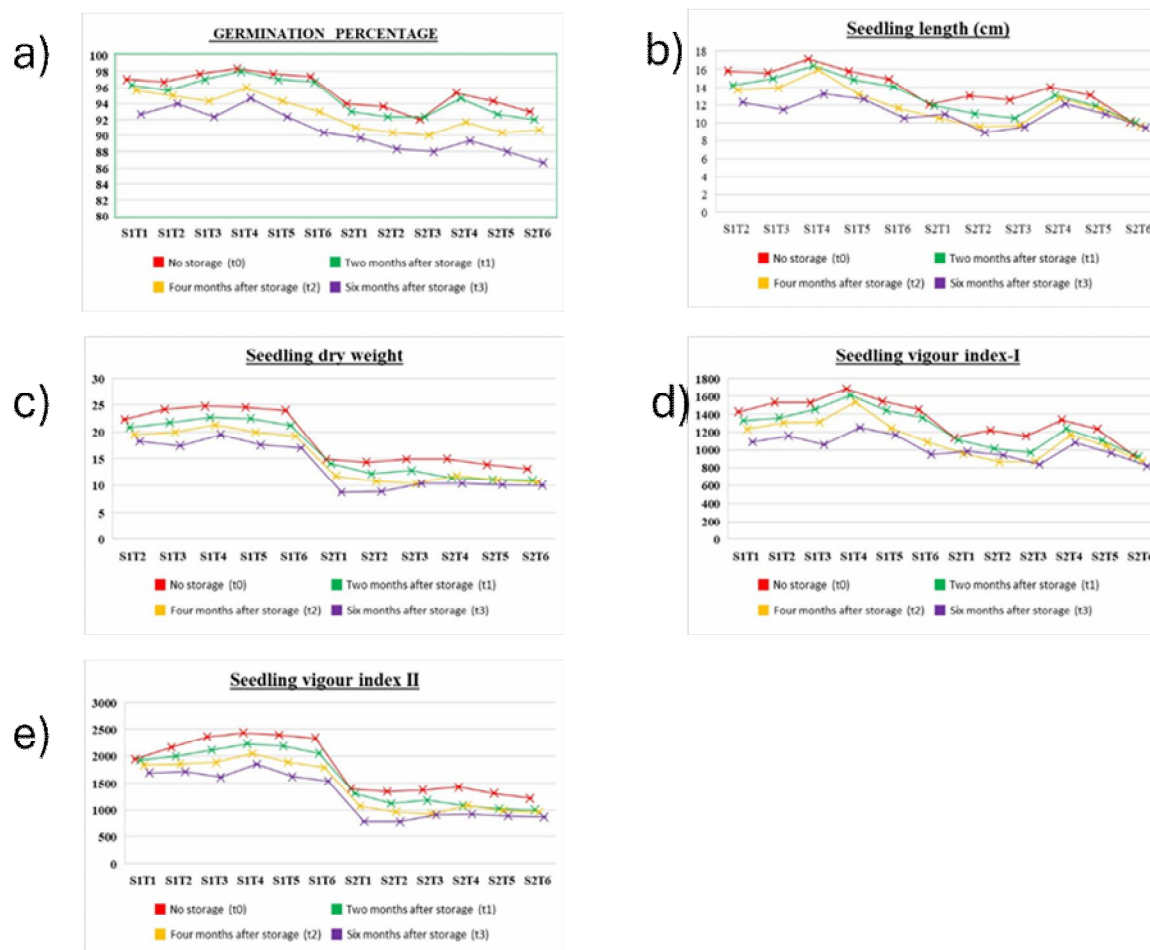 a)
GERMINATION PERCENTAGE
100
98
96
94
92
90
88
86
84
82
80
S1T1 S1T2 S1T3 S1T4 S1T5 S1T6 S2T1 S2T2 S2T3 S2T4 S2T5 S2T6
No storage (t0) Two months after storage (t1)
Four months after storage (t2) Six months after storage (t3)
b)
Seedling length (cm)
18
16
14
12
10
8
6
4
2
0
S1T2 S1T3 S1T4 S1T5 S1T6 S2T1 S2T2 S2T3 S2T4 S2T5 S2T6
No storage (t0) Two months after storage (t1)
Four months after storage (t2) Six months after storage (t3)
c)
Seedling dry weight
30
25
20
15
10
5
0
S1T2 S1T3 S1T4 S1T5 S1T6 S2T1 S2T2 S2T3 S2T4 S2T5 S2T6
No storage (t0) Two months after storage (t1)
Four months after storage (t2) Six months after storage (t3)
d)
Seedling vigour index-I
1800
1600
1400
1200
1000
800
600
400
200
0
S1T1 S1T2 S1T3 S1T4 S1T5 S1T6 S2T1 S2T2 S2T3 S2T4 S2T5 S2T6
No storage (t0) Two months after storage (t1)
Four months after storage (t2) Six months after storage (t3)
e)
Seedling vigour index II
3000
2500
2000
1500
1000
500
0
S1T1 S1T2 S1T3 S1T4 S1T5 S1T6 S2T1 S2T2 S2T3 S2T4 S2T5 S2T6
No storage (t0) Two months after storage (t1)
Four months after storage (t2) Six months after storage (t3)